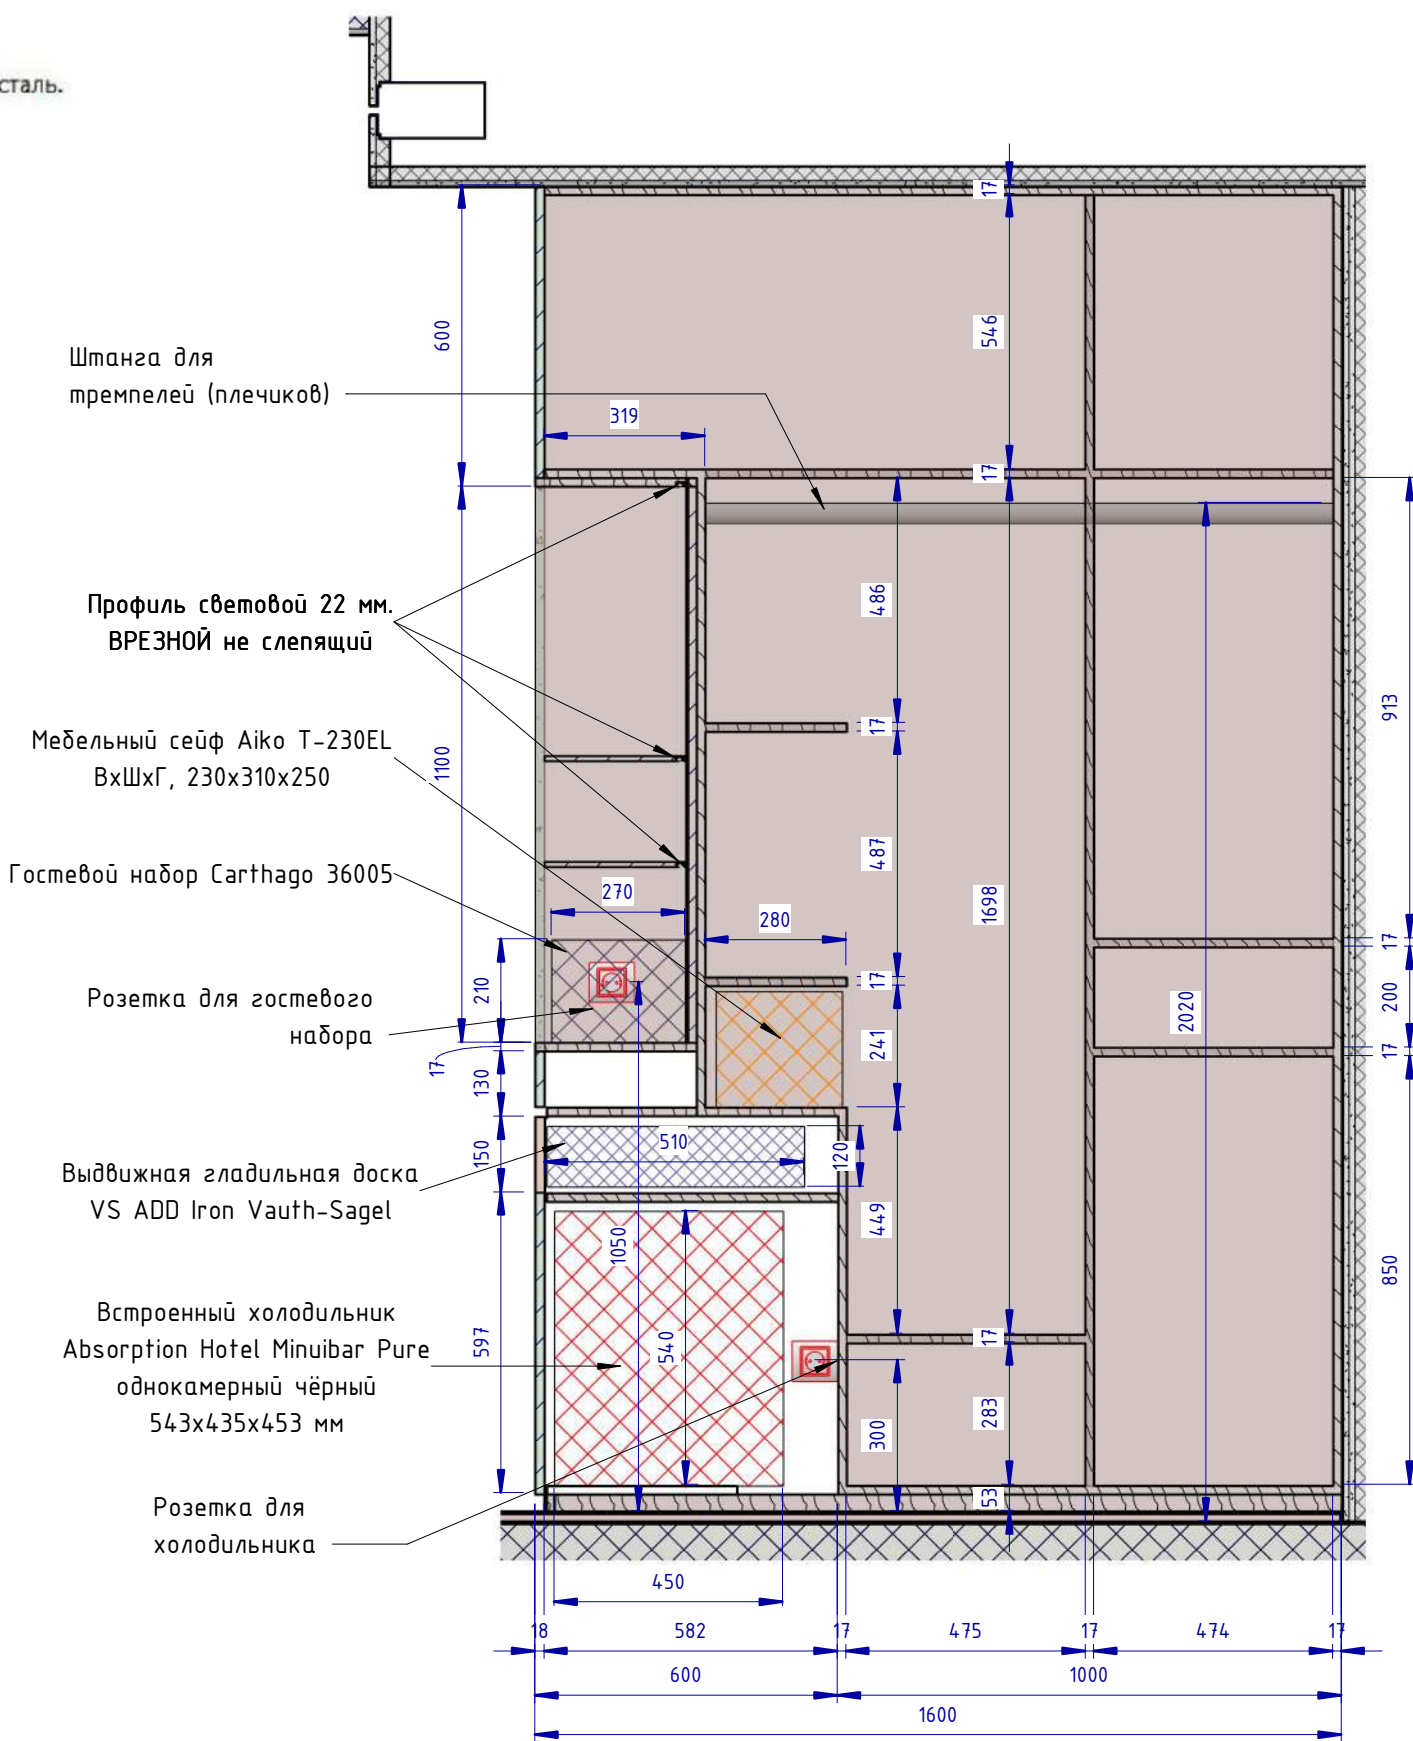 сталь.
Штанга для
тремпелей (плечиков)
Профиль световой 22 мм.
ВРЕЗНОЙ не слепящий
Мебельный сейф Aiko T-230EL
ВхШхГ, 230х310х250
Гостевой набор Carthago 36005
Розетка для гостевого
набора
Выдвижная гладильная доска
VS ADD Iron Vauth-Sagel
Встроенный холодильник
Absorption Hotel Minuibar Pure
однокамерный чёрный
543х435х453 мм
Розетка для
холодильника
600
1100
210
17
130
150
597
319
270
280
510
120
1050
540
450
17
546
17
1698
17
283
53
486
17
487
17
241
449
300
2020
913
17
200
17
850
18
582
17
475
17
474
17
600
1000
1600